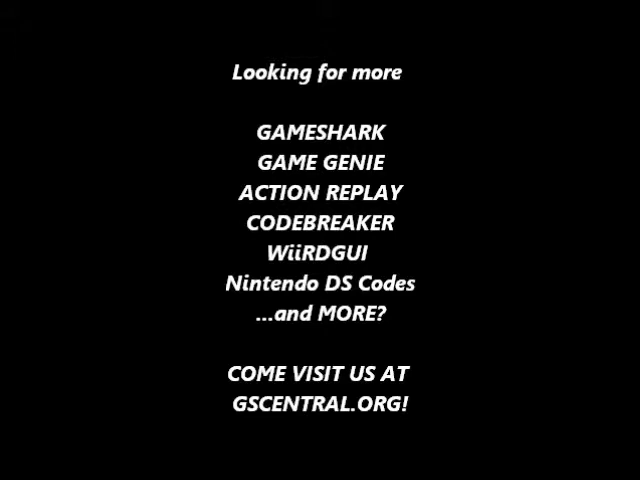 Looking for more
GAMESHARK
GAME GENIE
ACTION REPLAY
CODEBREAKER
WiiRDGUI
Nintendo DS Codes
...and MORE?
COME VISIT US AT
GSCENTRAL.ORG!